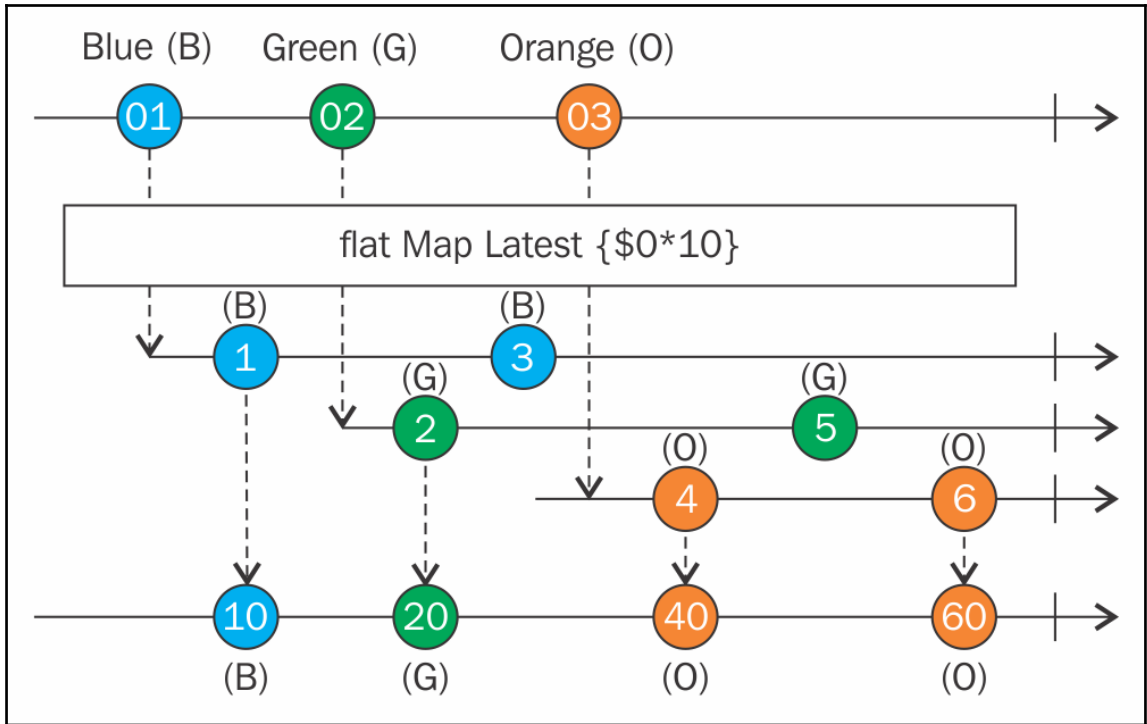 Blue (B) Green (G) Orange (O)
01 02 03
flat Map Latest {$0*10}
(B) (B)
1 3
(G) (G)
2 5
(O) (O)
4 6
10 20 40 60
(B) (G) (O) (O)